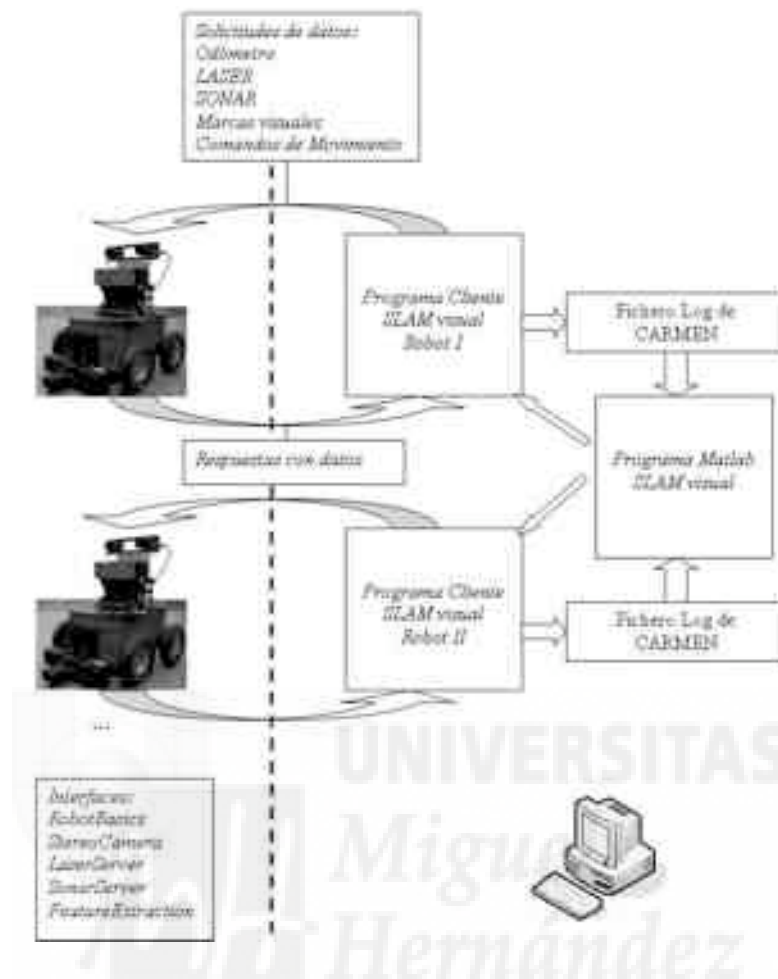 Solicitudes de datos:
Odómetro
LASER
SONAR
Marcas visuales
Comandos de Movimiento
Programa Cliente
SLAM visual
Robot I
Fichero Log de
CARMEN
Respuestas con datos
Programa Matlab
SLAM visual
Programa Cliente
SLAM visual
Robot II
Fichero Log de
CARMEN
...
Interfaces:
RobotBasics
StereoCamera
LaserServer
SonarServer
FeatureExtraction
UNIVERSITAS
Miguel
Hernández